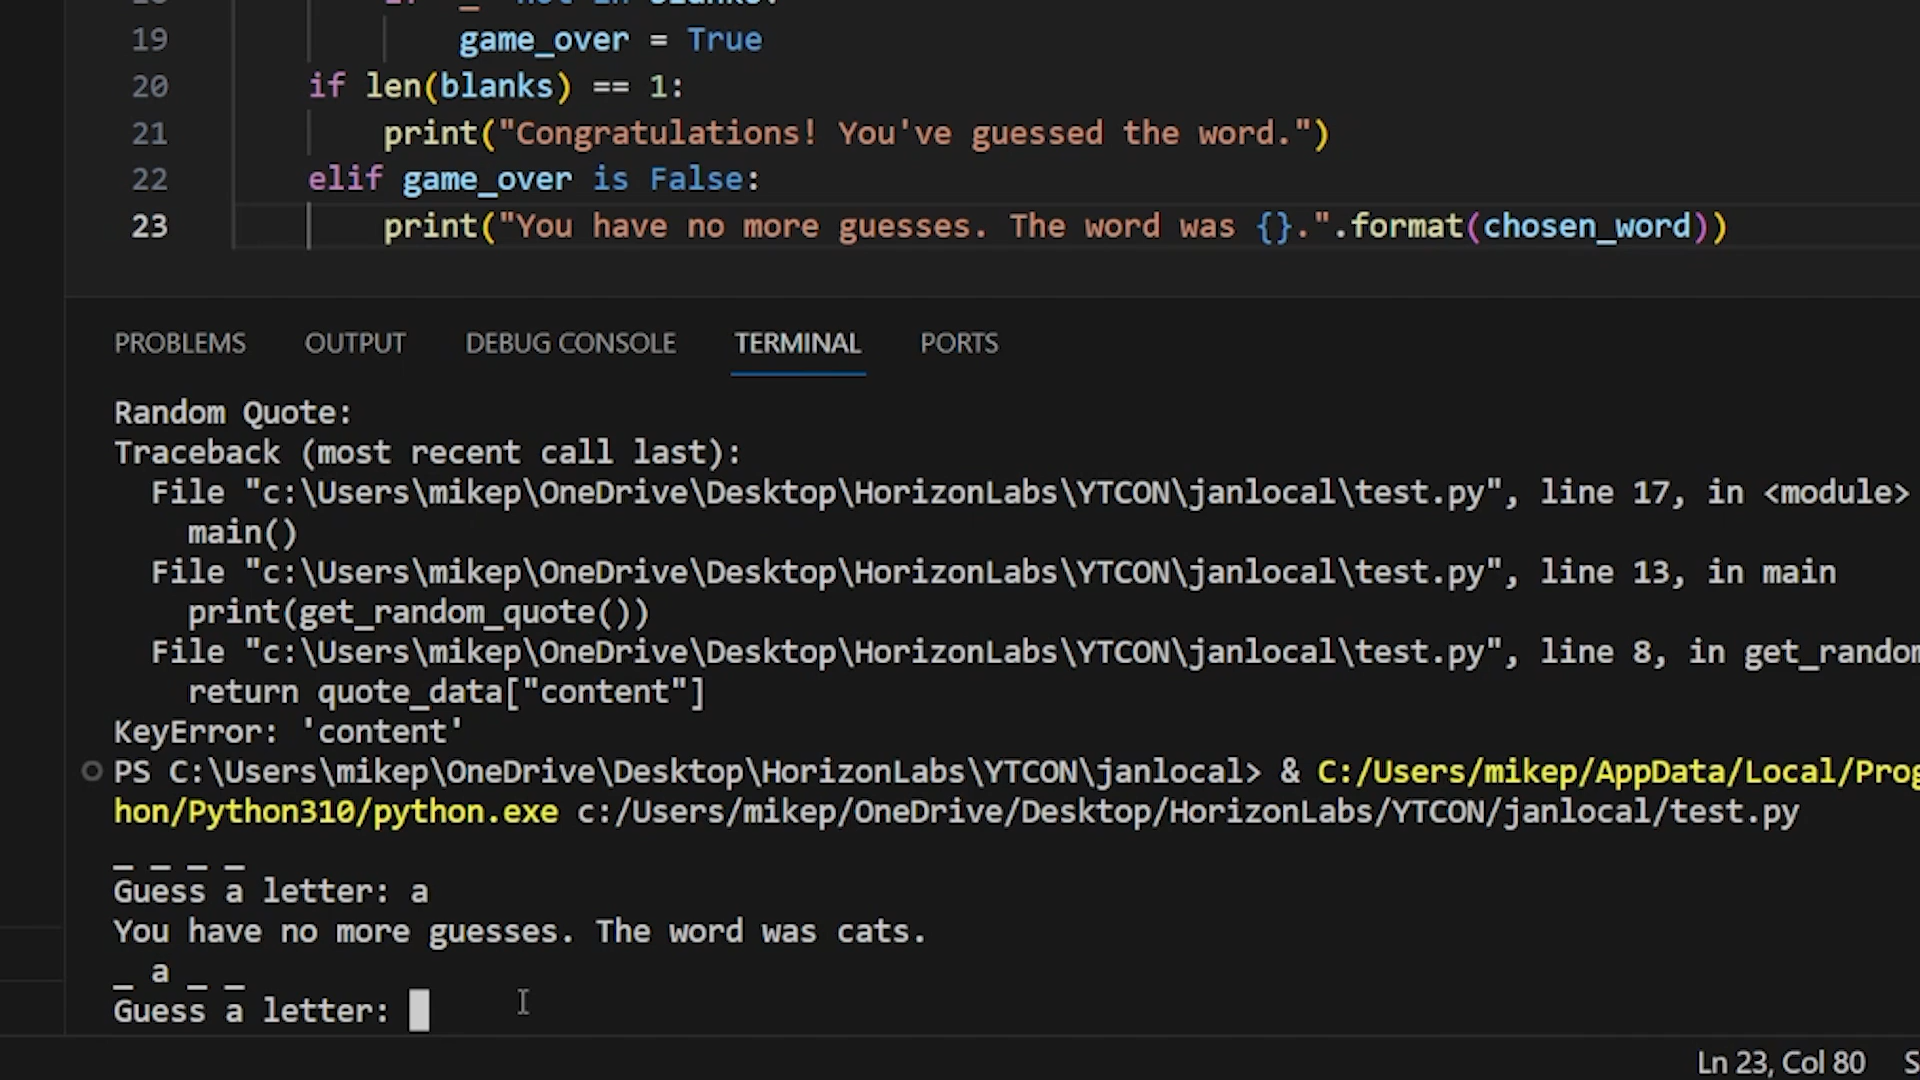 19 game_over = True
20 if len(blanks) == 1:
21 print("Congratulations! You've guessed the word.")
22 elif game_over is False:
23 print("You have no more guesses. The word was {}.".format(chosen_word))
PROBLEMS OUTPUT DEBUG CONSOLE TERMINAL PORTS
Random Quote:
Traceback (most recent call last):
File "c:\Users\mikep\OneDrive\Desktop\HorizonLabs\YTCON\janlocal\test.py", line 17, in <module>
main()
File "c:\Users\mikep\OneDrive\Desktop\HorizonLabs\YTCON\janlocal\test.py", line 13, in main
print(get_random_quote())
File "c:\Users\mikep\OneDrive\Desktop\HorizonLabs\YTCON\janlocal\test.py", line 8, in get_random
return quote_data["content"]
KeyError: 'content'
PS C:\Users\mikep\OneDrive\Desktop\HorizonLabs\YTCON\janlocal> & C:/Users/mikep/AppData/Local/Prog
hon/Python310/python.exe c:/Users/mikep/OneDrive/Desktop/HorizonLabs/YTCON/janlocal/test.py
_ _ _ _
Guess a letter: a
You have no more guesses. The word was cats.
_ a _ _
Guess a letter:
Ln 23, Col 80 S